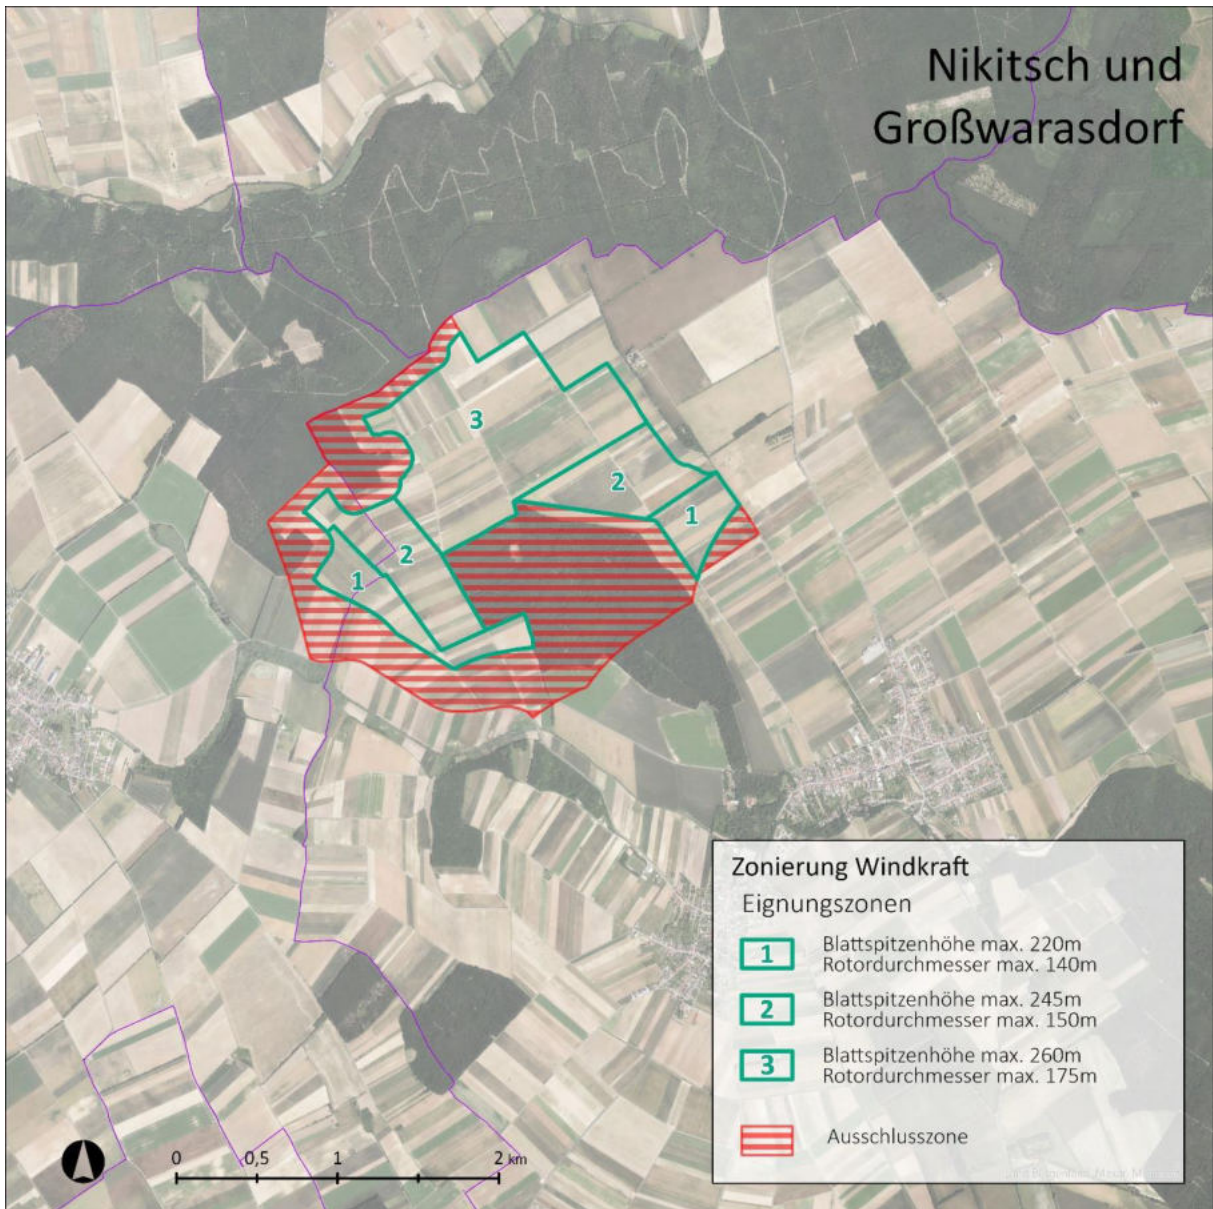 Nikitsch und
Großwarasdorf
3
2
1
2
1
Zonierung Windkraft
Eignungszonen
1
Blattspitzenhöhe max. 220m
Rotordurchmesser max. 140m
2
Blattspitzenhöhe max. 245m
Rotordurchmesser max. 150m
3
Blattspitzenhöhe max. 260m
Rotordurchmesser max. 175m
Ausschlusszone
0 0,5 1 2 km